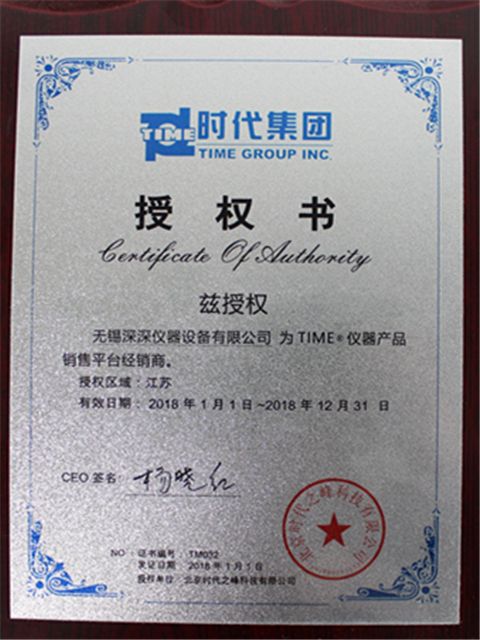 TIME 时代集团
TIME GROUP INC.
授权书
Certificate Of Authority
兹授权
无锡深深仪器设备有限公司 为 TIME® 仪器产品
销售平台经销商。
授权区域：江苏
有效日期：2018 年 1 月 1 日 ~2018 年 12 月 31 日
CEO 签名：杨晓红
北京时代之峰科技有限公司
NO ：证书编号：TM032
发证日期：2018 年 1 月 1 日
授权单位：北京时代之峰科技有限公司